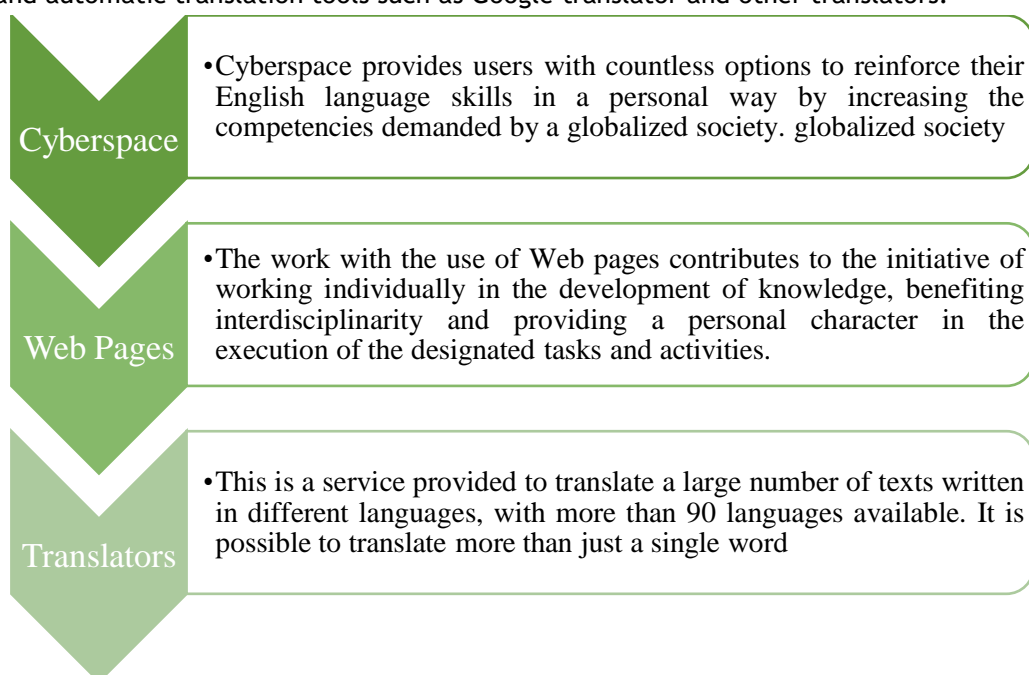 and automatic translation tools such as Google translator and other translators.
Cyberspace
•Cyberspace provides users with countless options to reinforce their
English language skills in a personal way by increasing the
competencies demanded by a globalized society. globalized society
Web Pages
•The work with the use of Web pages contributes to the initiative of
working individually in the development of knowledge, benefiting
interdisciplinarity and providing a personal character in the
execution of the designated tasks and activities.
Translators
•This is a service provided to translate a large number of texts written
in different languages, with more than 90 languages available. It is
possible to translate more than just a single word